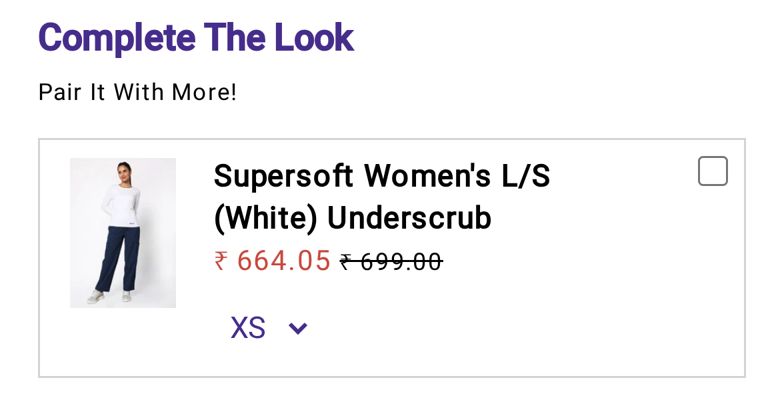 Complete The Look
Pair It With More!
Supersoft Women's L/S
(White) Underscrub
₹ 664.05 ₹ 699.00
XS